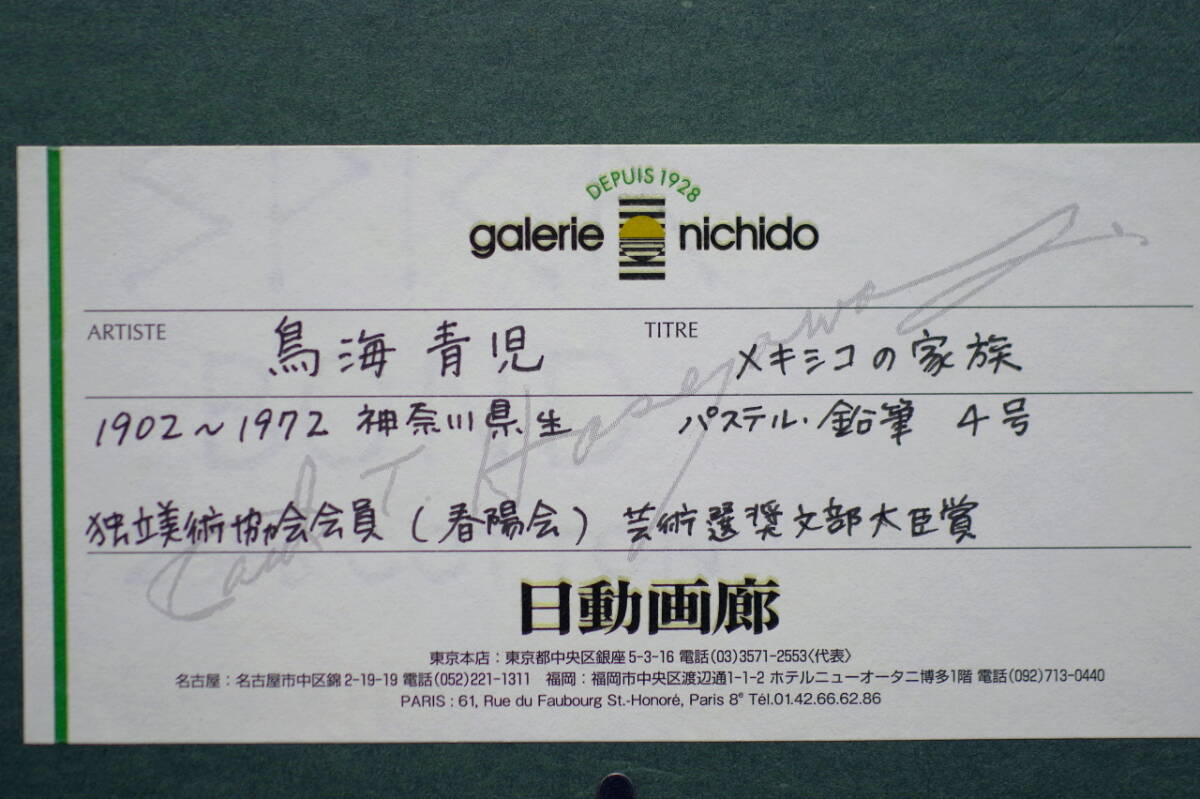 DEPUIS 1928
galerie nichido
ARTISTE 鳥海青児 TITRE メキシコの家族
1902～1972 神奈川県生 パステル・鉛筆 4号
独立美術協会会員(春陽会) 芸術選奨文部大臣賞
日動画廊
東京本店：東京都中央区銀座5-3-16 電話(03)3571-2553〈代表〉
名古屋：名古屋市中区錦2-19-19 電話(052)221-1311 福岡：福岡市中央区渡辺通1-1-2 ホテルニューオータニ博多1階 電話(092)713-0440
PARIS : 61, Rue du Faubourg St.-Honoré, Paris 8e Tél.01.42.66.62.86
T. Hasegawa